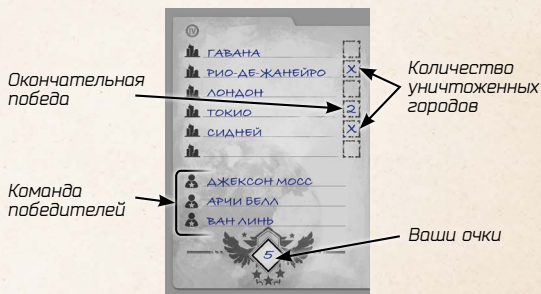 IV
ГАВАНА
РИО-ДЕ-ЖАНЕЙРО X
ЛОНДОН
ТОКИО 2
СИДНЕЙ X
ДЖЕКСОН МОСС
АРЧИ БЕЛЛ
ВАН ЛИНЬ
5
Окончательная
победа
Команда
победителей
Количество
уничтоженных
городов
Ваши очки